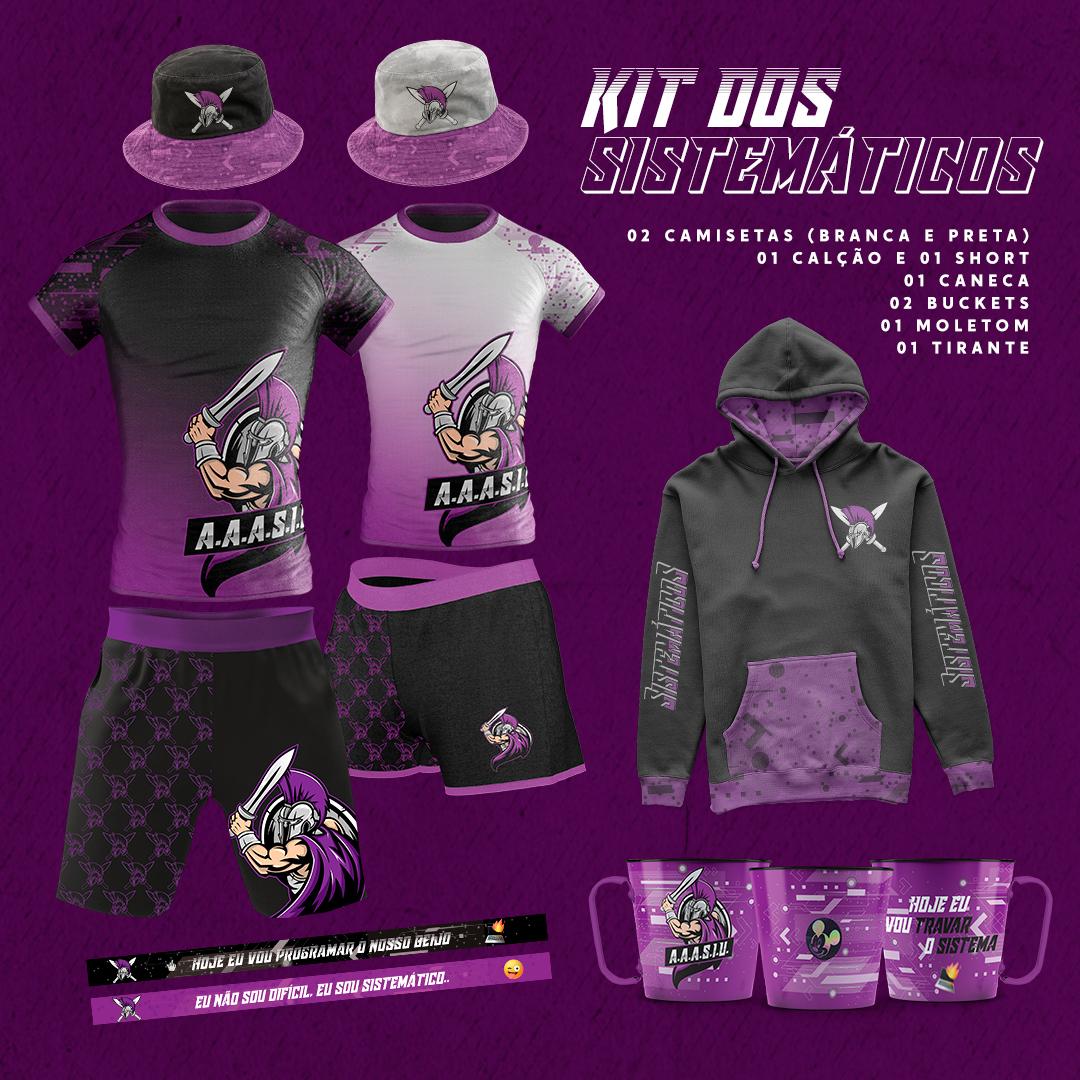 KIT DOS
SISTEMÁTICOS
02 CAMISETAS (BRANCA E PRETA)
01 CALÇÃO E 01 SHORT
01 CANECA
02 BUCKETS
01 MOLETOM
01 TIRANTE
A.A.A.S.I.
A.A.A.S.I.
SISTEMÁTICOS
SISTEMÁTICOS
HOJE EU VOU PROGRAMAR O NOSSO BEIJO
EU NÃO SOU DIFÍCIL, EU SOU SISTEMÁTICO..
A.A.A.S.I.U.
HOJE EU
VOU TRAVAR
O SISTEMA